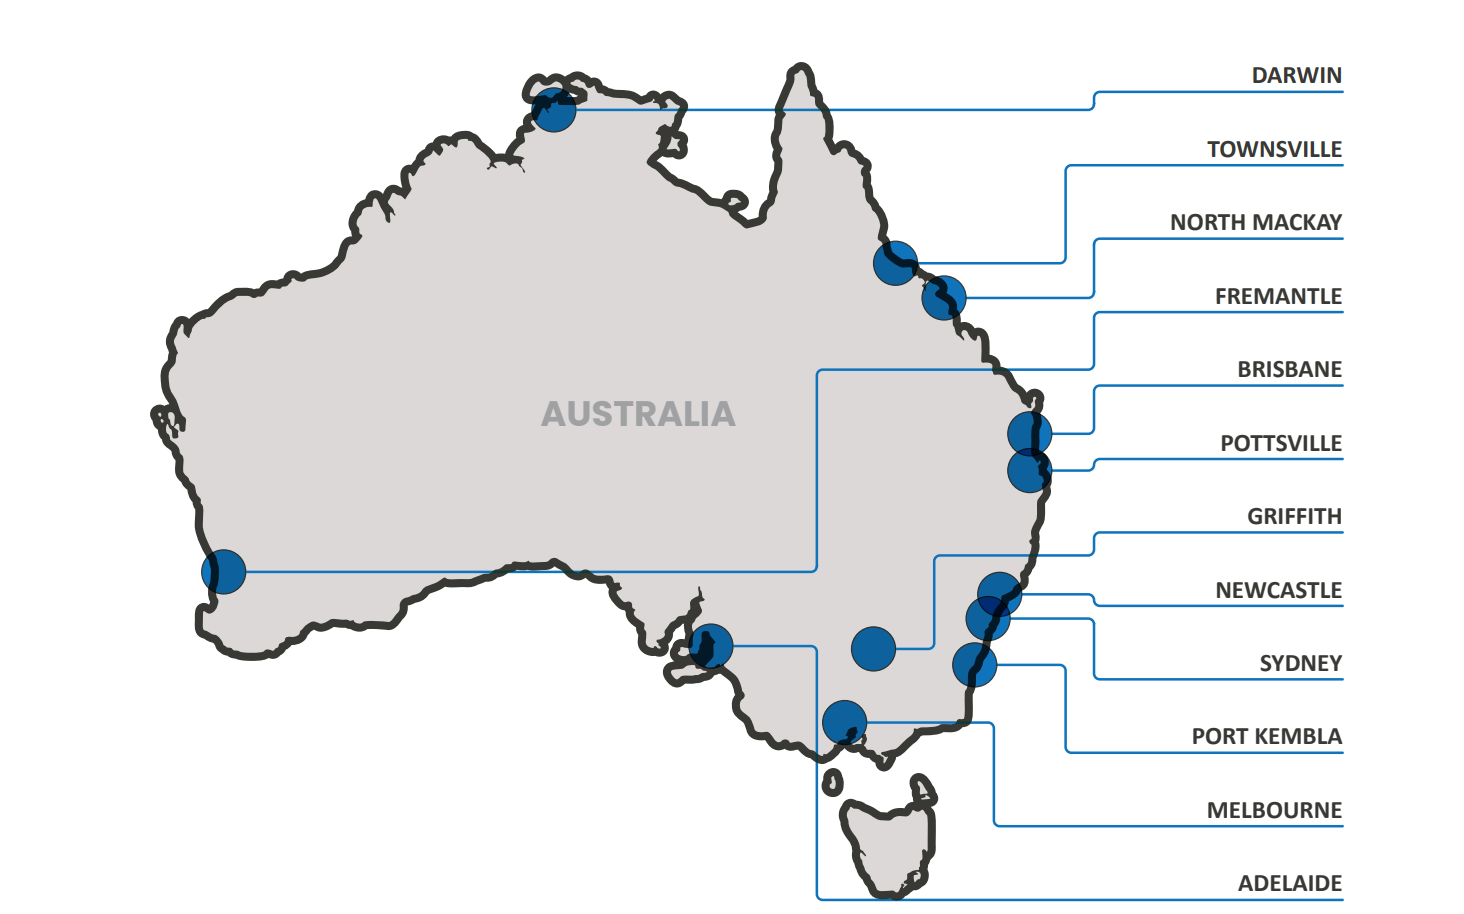 DARWIN
TOWNSVILLE
NORTH MACKAY
FREMANTLE
BRISBANE
AUSTRALIA
POTTSVILLE
GRIFFITH
NEWCASTLE
SYDNEY
PORT KEMBLA
MELBOURNE
ADELAIDE